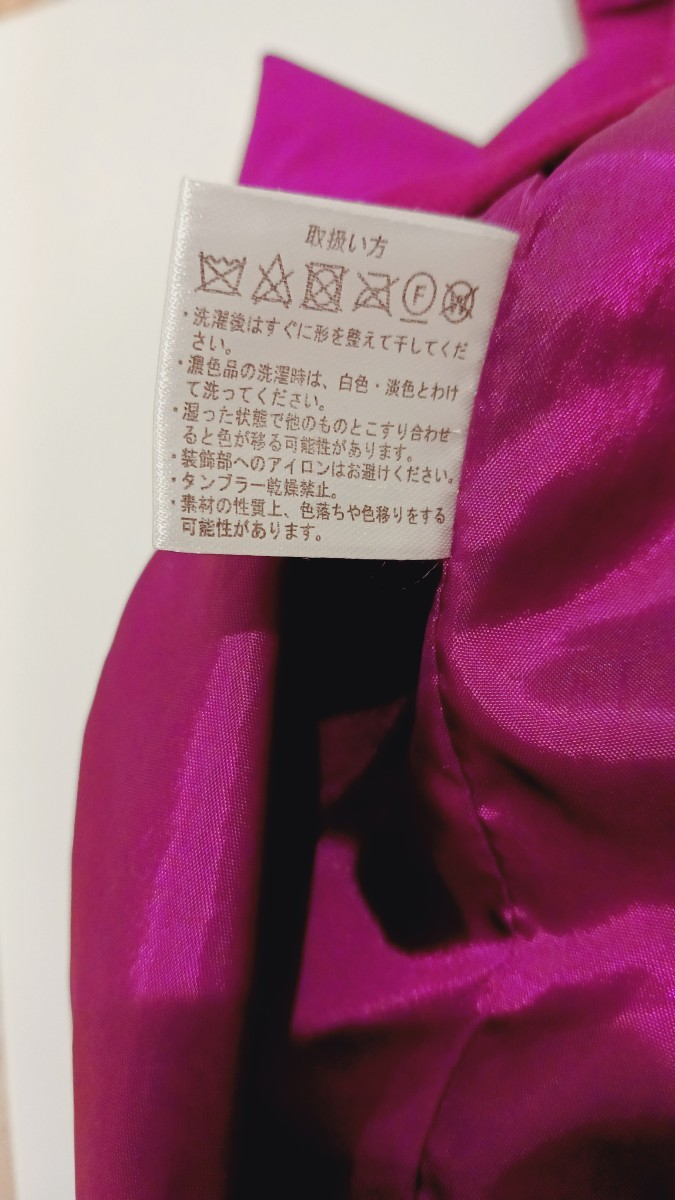 取扱い方
F
W
・洗濯後はすぐに形を整えて干してくだ
さい。
・濃色品の洗濯時は、白色・淡色とわけ
て洗ってください。
・湿った状態で他のものとこすり合わせ
ると色が移る可能性があります。
・装飾部へのアイロンはお避けください。
・タンブラー乾燥禁止。
・素材の性質上、色落ちや色移りをする
可能性があります。